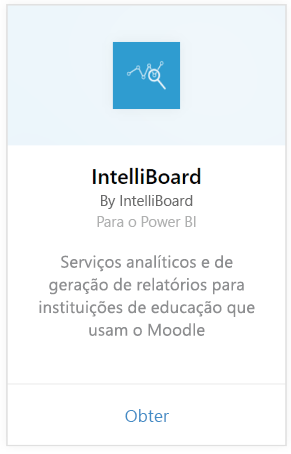 IntelliBoard
By IntelliBoard
Para o Power BI
Serviços analíticos e de
geração de relatórios para
instituições de educação que
usam o Moodle
Obter